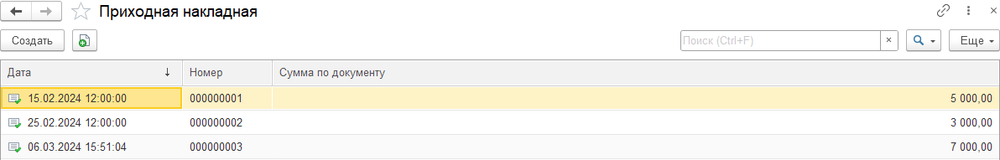 Приходная накладная
Создать Поиск (Ctrl+F) × Еще
Дата ↓ Номер Сумма по документу
15.02.2024 12:00:00 000000001 5 000,00
25.02.2024 12:00:00 000000002 3 000,00
06.03.2024 15:51:04 000000003 7 000,00